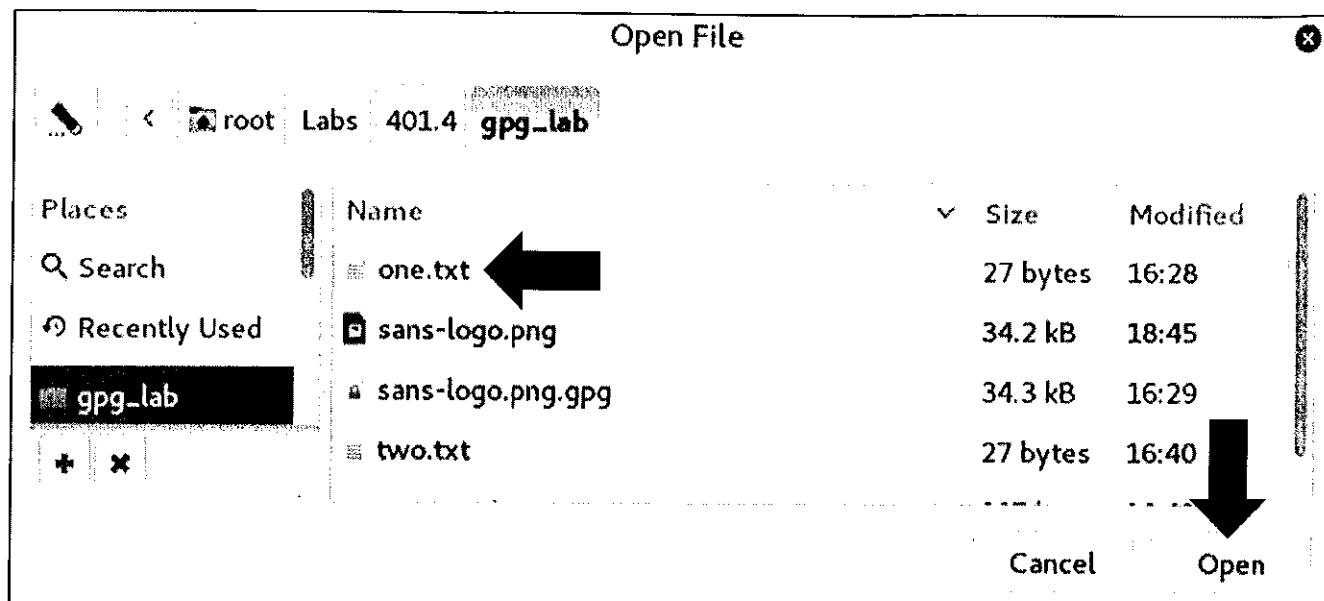 Open File
root Labs 401.4 gpg_lab
Places
Name Size Modified
Search
one.txt 27 bytes 16:28
Recently Used
sans-logo.png 34.2 kB 18:45
gpg_lab
sans-logo.png.gpg 34.3 kB 16:29
two.txt 27 bytes 16:40
Cancel Open